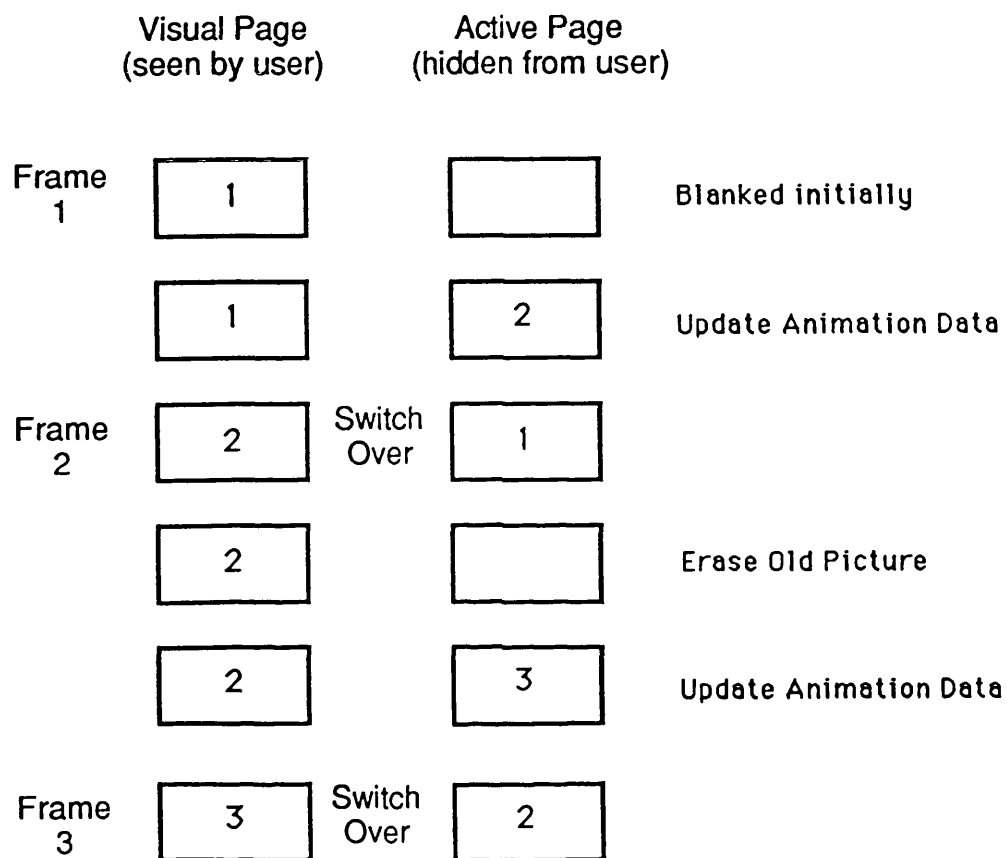 Visual Page
(seen by user)
Active Page
(hidden from user)
Frame
1
1
Blanked initially
1
2
Update Animation Data
Frame
2
2
Switch
Over
1
2
Erase Old Picture
2
3
Update Animation Data
Frame
3
3
Switch
Over
2